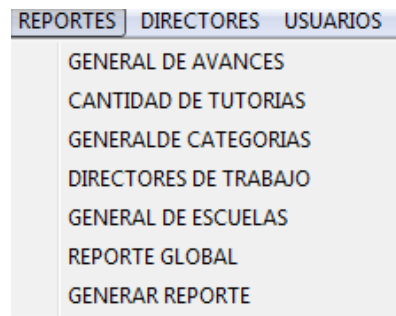 REPORTES DIRECTORES USUARIOS
GENERAL DE AVANCES
CANTIDAD DE TUTORIAS
GENERALDE CATEGORIAS
DIRECTORES DE TRABAJO
GENERAL DE ESCUELAS
REPORTE GLOBAL
GENERAR REPORTE